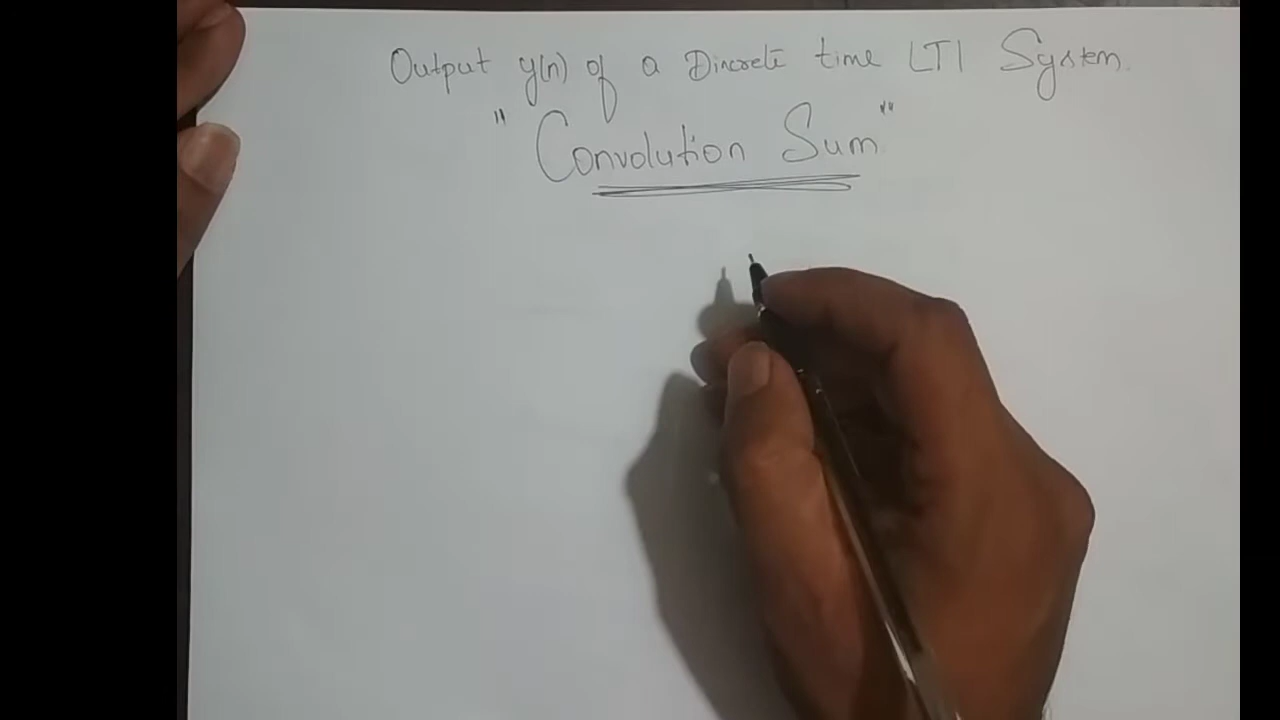 Output y(n) of a Discrete time LTI System.
"Convolution Sum"